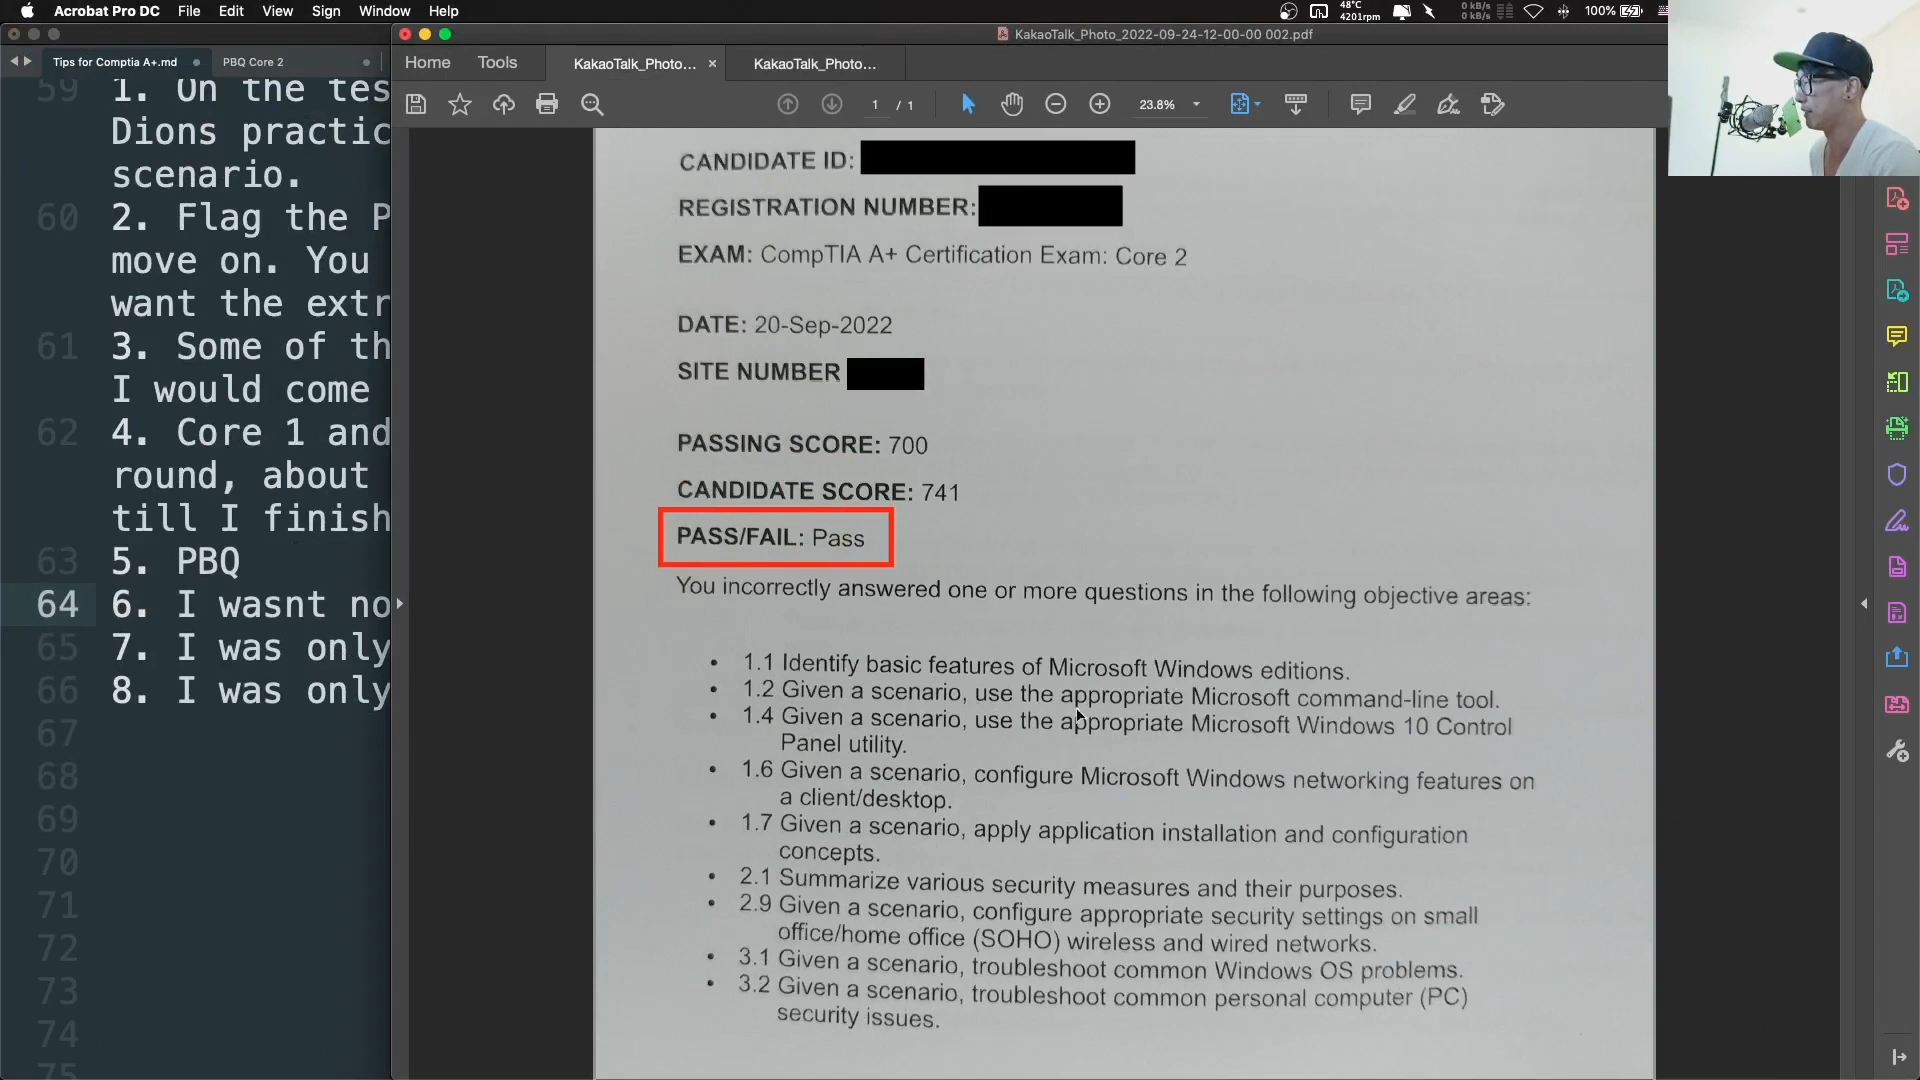 Acrobat Pro DC File Edit View Sign Window Help
48°C
4201rpm
0 kB/s
0 kB/s
100%
KakaoTalk_Photo_2022-09-24-12-00-00 002.pdf
Tips for Comptia A+.md PBQ Core 2
Home Tools KakaoTalk_Photo... × KakaoTalk_Photo...
1 / 1 23.8%
59 1. On the tes
Dions practic
scenario.
60 2. Flag the P
move on. You
want the extr
61 3. Some of th
I would come
62 4. Core 1 and
round, about
till I finish
63 5. PBQ
64 6. I wasnt no
65 7. I was only
66 8. I was only
67
68
69
70
71
72
73
74
75
CANDIDATE ID:
REGISTRATION NUMBER:
EXAM: CompTIA A+ Certification Exam: Core 2
DATE: 20-Sep-2022
SITE NUMBER
PASSING SCORE: 700
CANDIDATE SCORE: 741
PASS/FAIL: Pass
You incorrectly answered one or more questions in the following objective areas:
• 1.1 Identify basic features of Microsoft Windows editions.
• 1.2 Given a scenario, use the appropriate Microsoft command-line tool.
• 1.4 Given a scenario, use the appropriate Microsoft Windows 10 Control
Panel utility.
• 1.6 Given a scenario, configure Microsoft Windows networking features on
a client/desktop.
• 1.7 Given a scenario, apply application installation and configuration
concepts.
• 2.1 Summarize various security measures and their purposes.
• 2.9 Given a scenario, configure appropriate security settings on small
office/home office (SOHO) wireless and wired networks.
• 3.1 Given a scenario, troubleshoot common Windows OS problems.
• 3.2 Given a scenario, troubleshoot common personal computer (PC)
security issues.